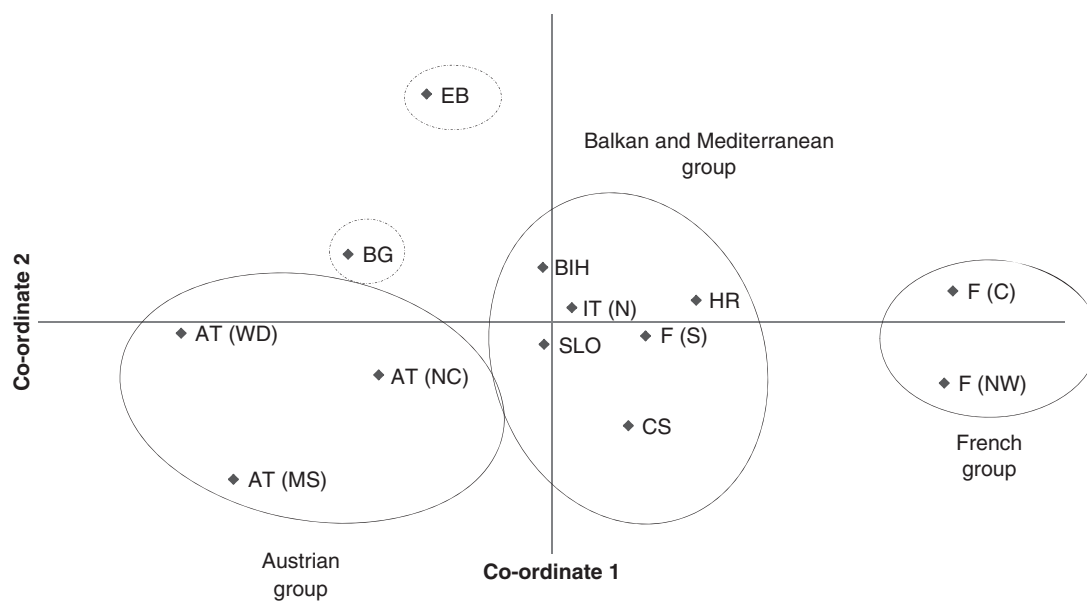 EB
Balkan and Mediterranean
group
BG
BIH
F (C)
IT (N)
HR
Co-ordinate 2
AT (WD)
SLO
F (S)
AT (NC)
F (NW)
CS
French
group
AT (MS)
Austrian
group
Co-ordinate 1